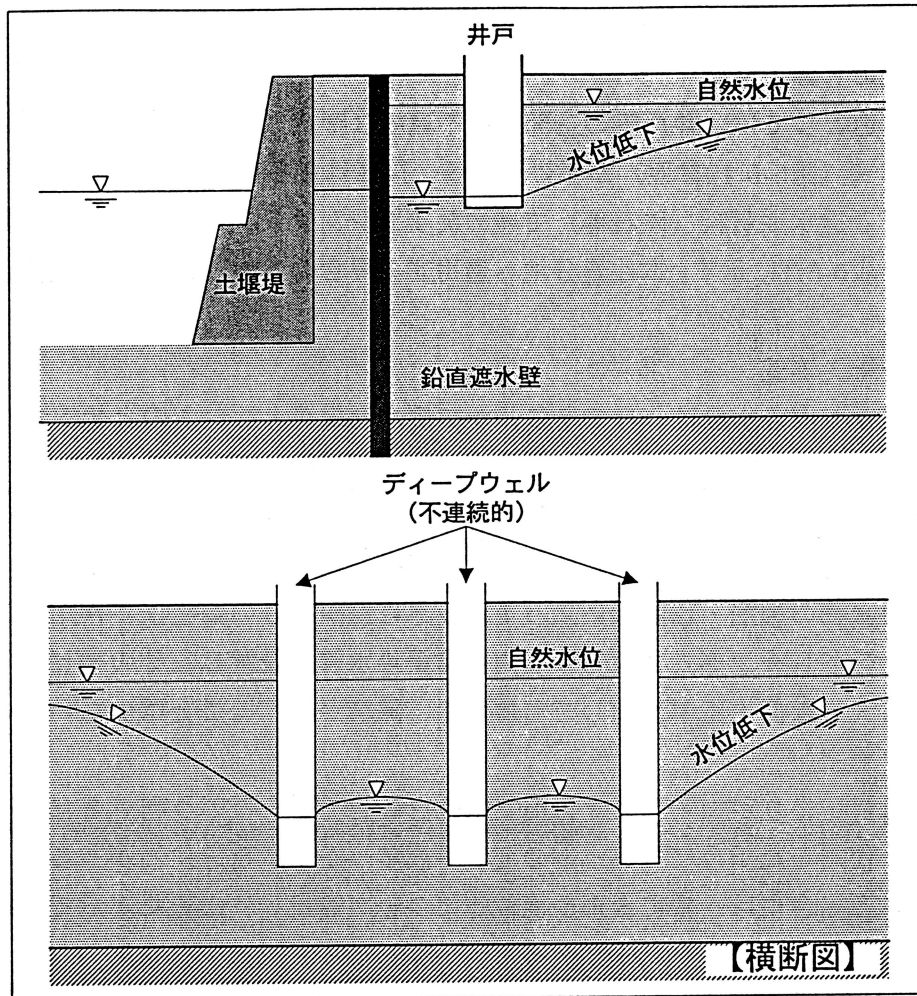 井戸
自然水位
水位低下
土堰堤
鉛直遮水壁
ディープウェル
(不連続的)
自然水位
水位低下
【横断図】